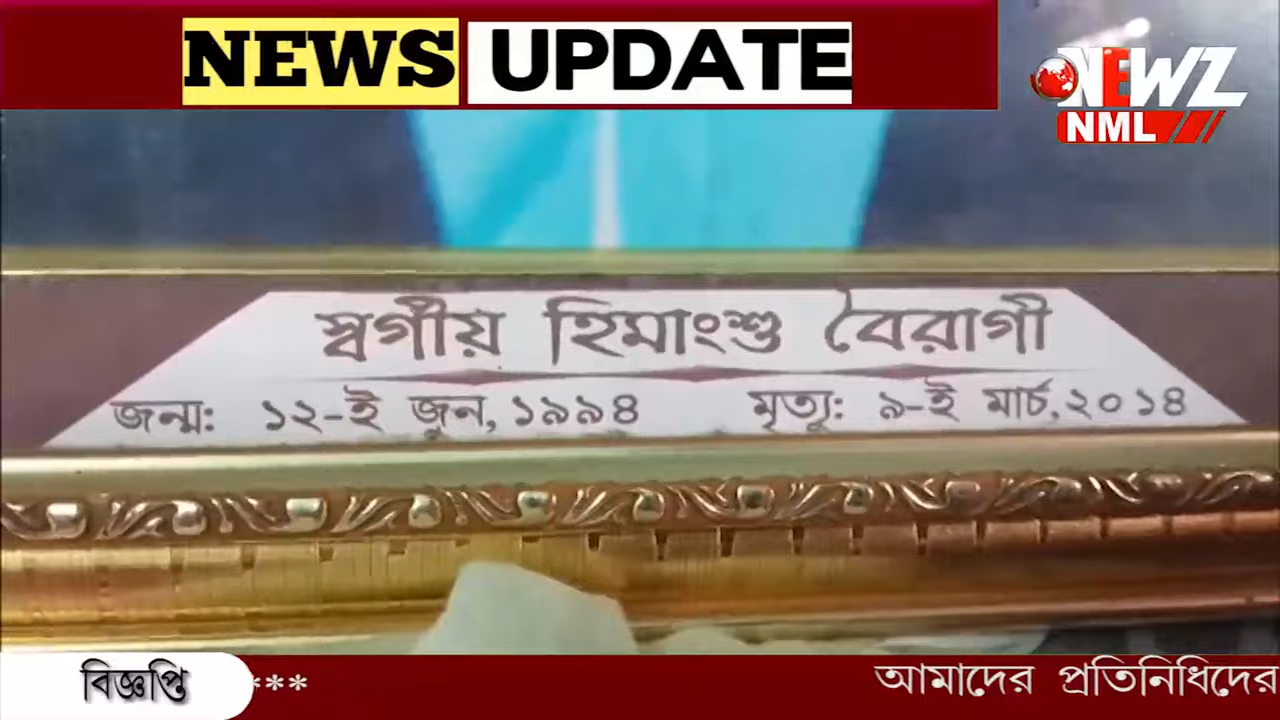 NEWS UPDATE
NEWZ
NML
স্বর্গীয় হিমাংশু বৈরাগী
জন্ম: ১২-ই জুন, ১৯৯৪ মৃত্যু: ৯-ই মার্চ, ২০১৪
বিজ্ঞপ্তি *** আমাদের প্রতিনিধিদের